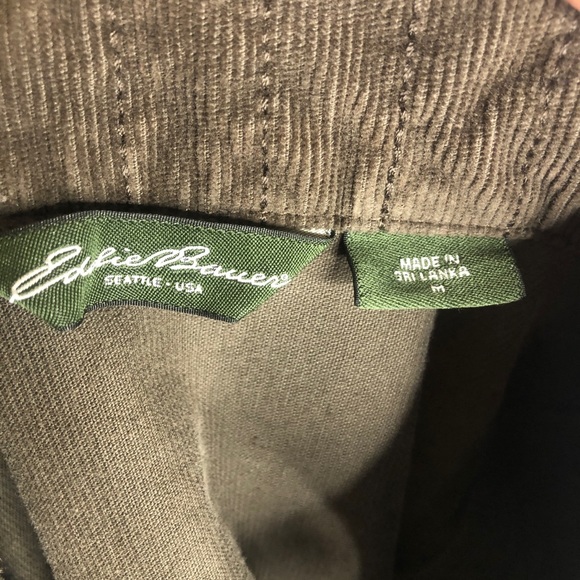 Eddie Bauer
SEATTLE • USA
MADE IN
SRI LANKA
M